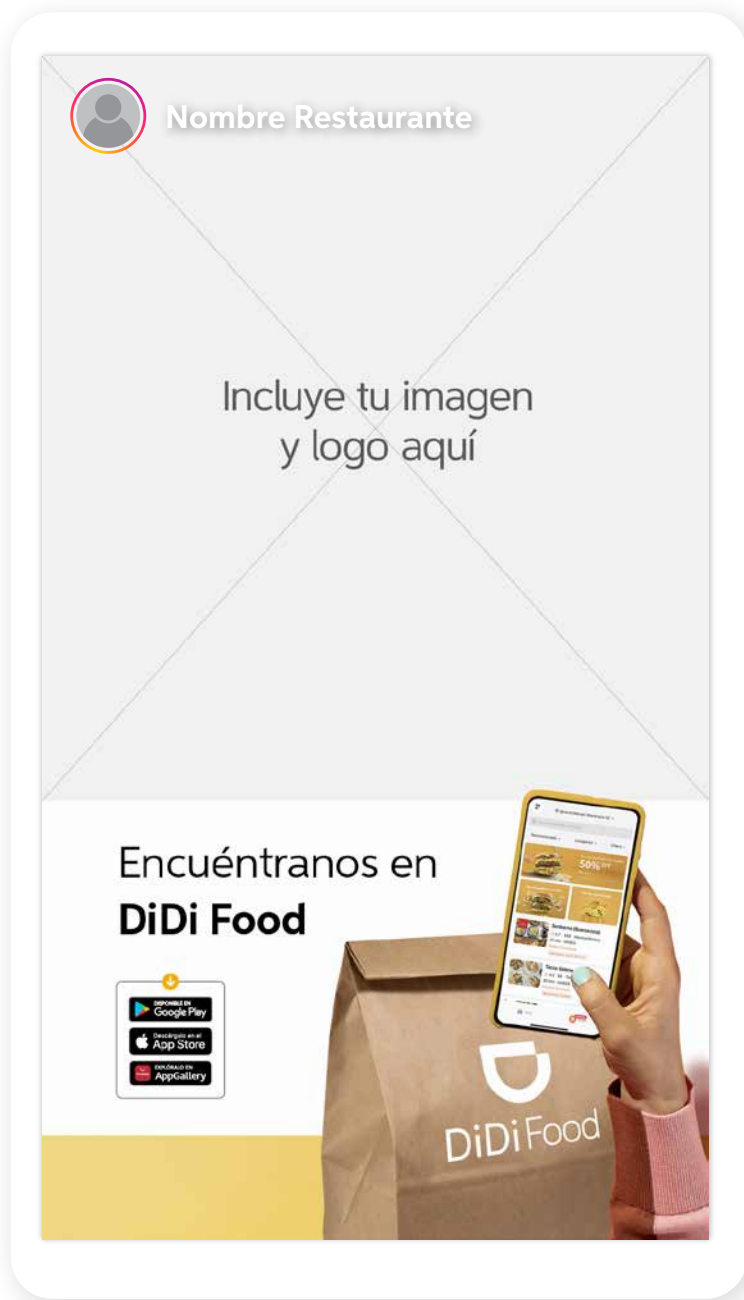 Nombre Restaurante
Incluye tu imagen
y logo aquí
Encuéntranos en
DiDi Food
50% OFF
DISPONIBLE EN
Google Play
Descárgalo en el
App Store
EXPLÓRALO EN
AppGallery
DiDi Food